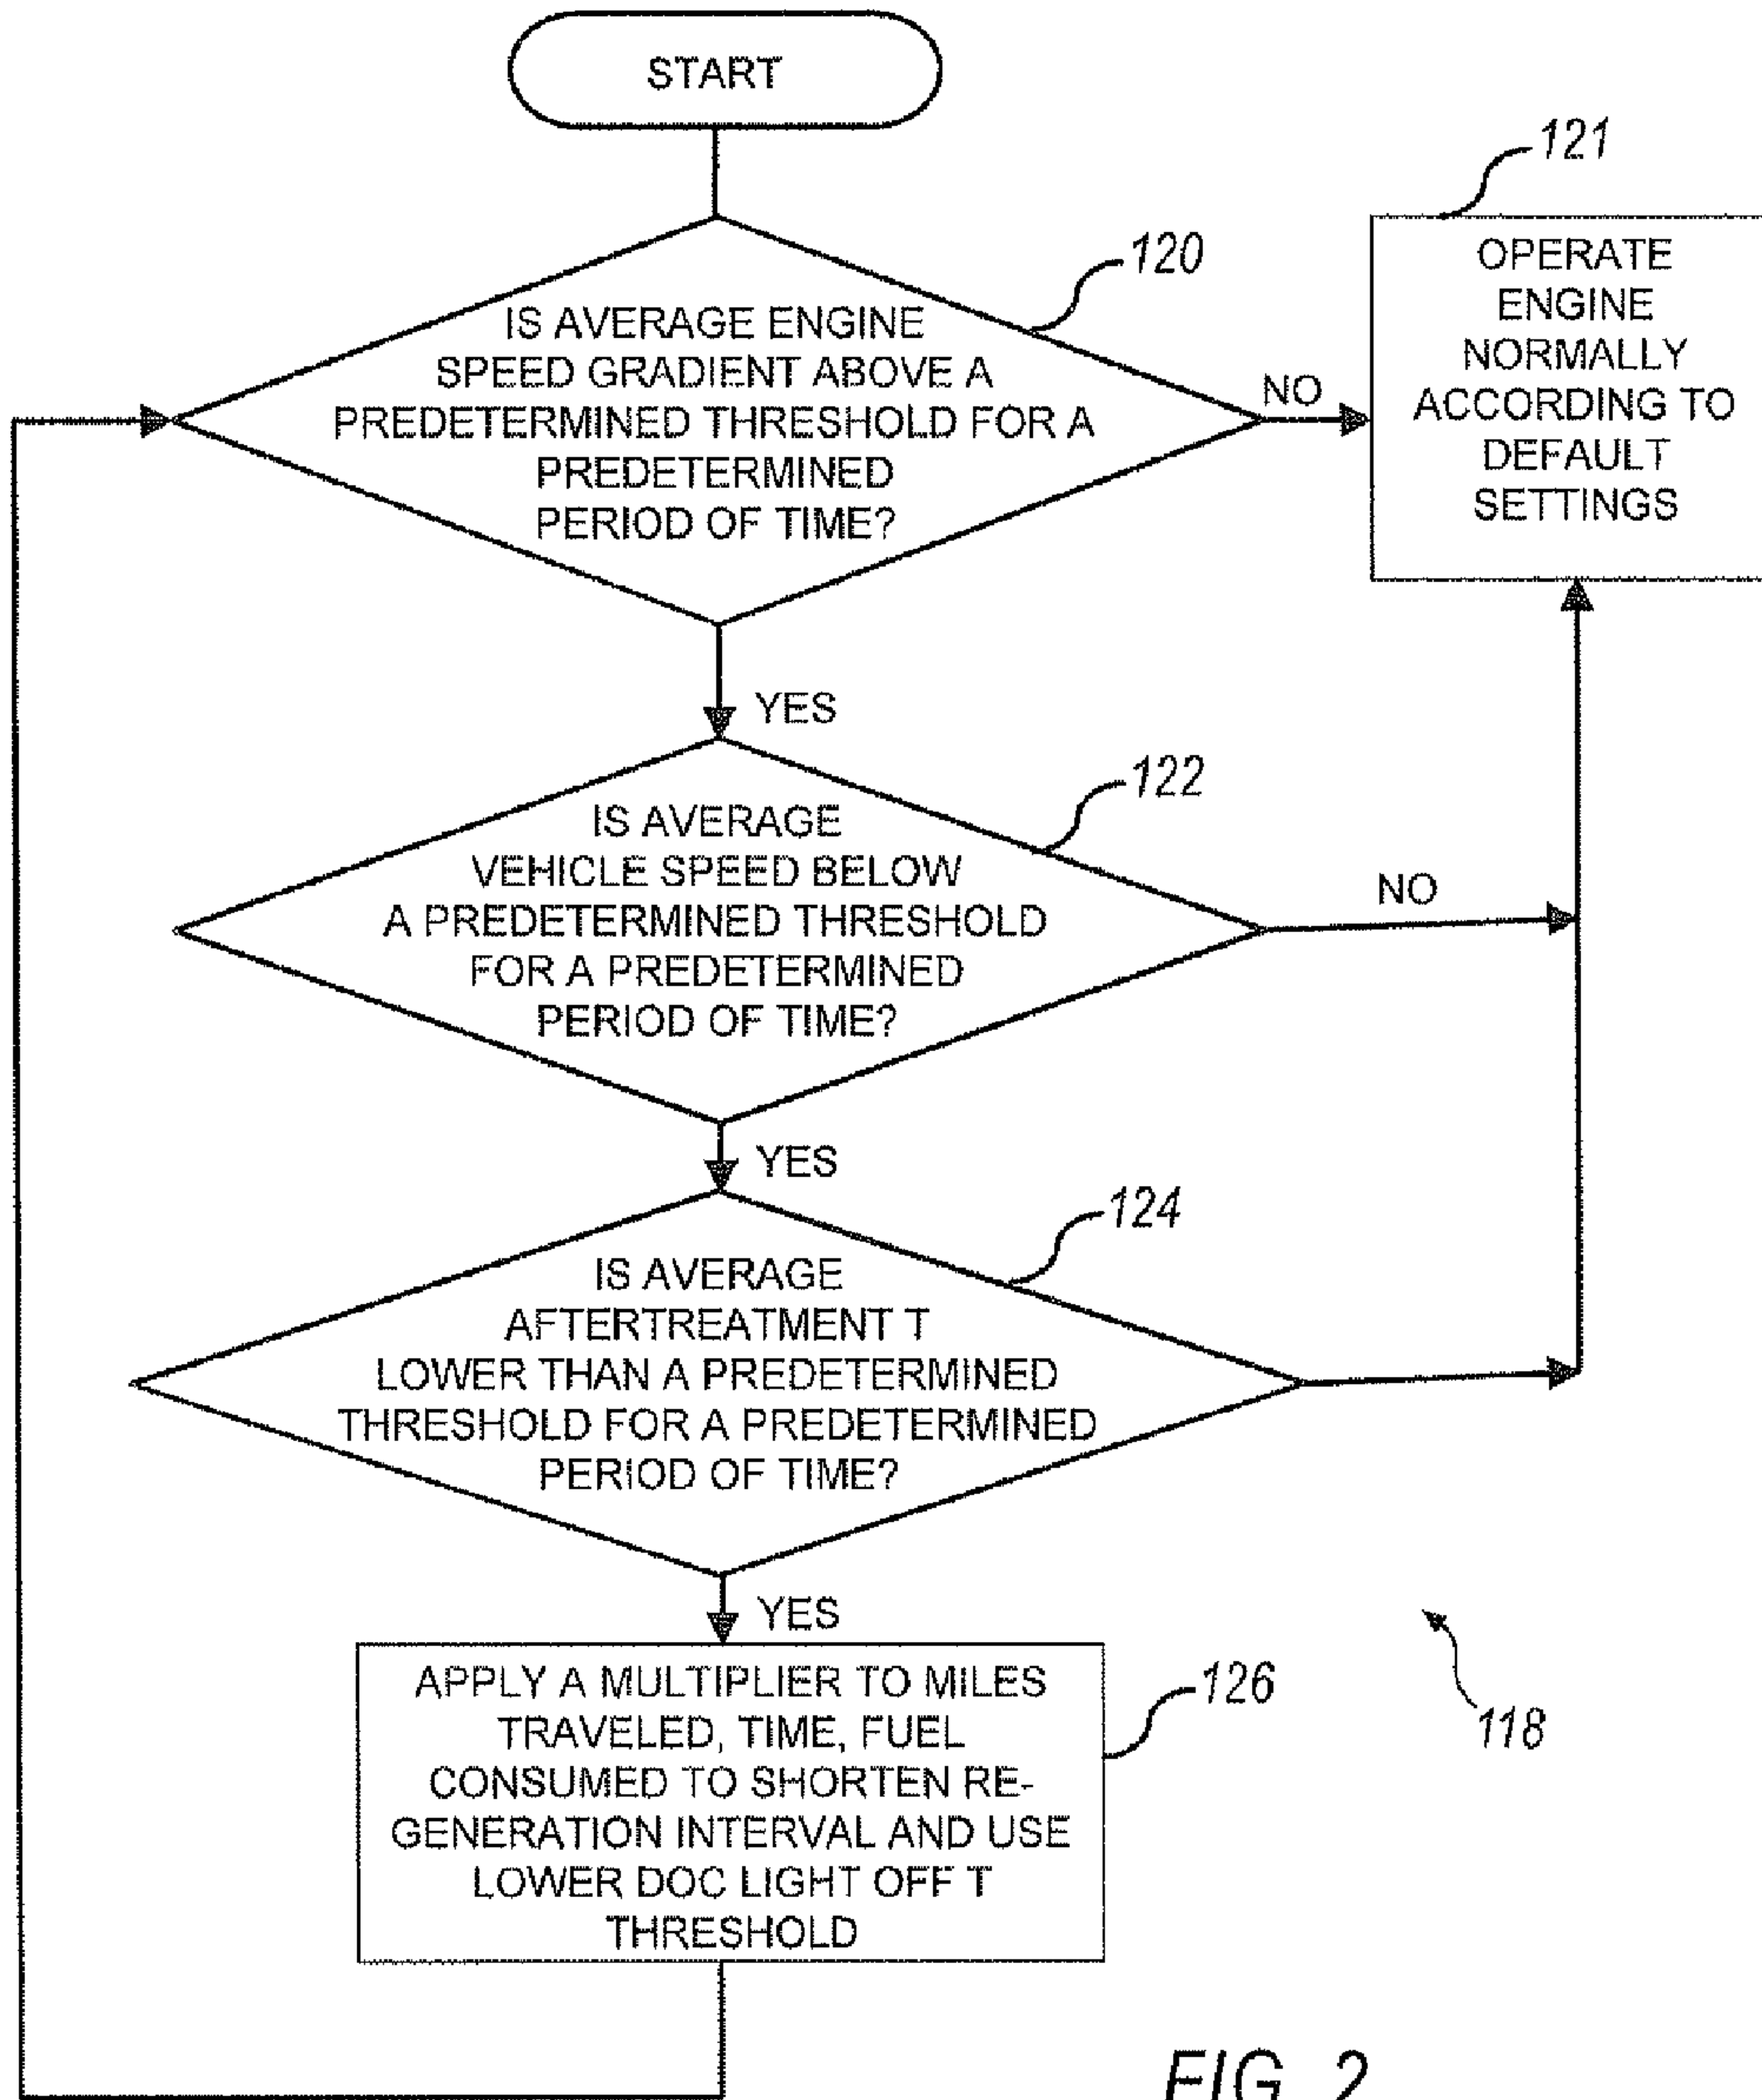 START
121
OPERATE
ENGINE
NORMALLY
ACCORDING TO
DEFAULT
SETTINGS
120
IS AVERAGE ENGINE
SPEED GRADIENT ABOVE A
PREDETERMINED THRESHOLD FOR A
PREDETERMINED
PERIOD OF TIME?
NO
YES
122
IS AVERAGE
VEHICLE SPEED BELOW
A PREDETERMINED THRESHOLD
FOR A PREDETERMINED
PERIOD OF TIME?
NO
YES
124
IS AVERAGE
AFTERTREATMENT T
LOWER THAN A PREDETERMINED
THRESHOLD FOR A PREDETERMINED
PERIOD OF TIME?
YES
126
APPLY A MULTIPLIER TO MILES
TRAVELED, TIME, FUEL
CONSUMED TO SHORTEN RE-
GENERATION INTERVAL AND USE
LOWER DOC LIGHT OFF T
THRESHOLD
118
FIG. 2